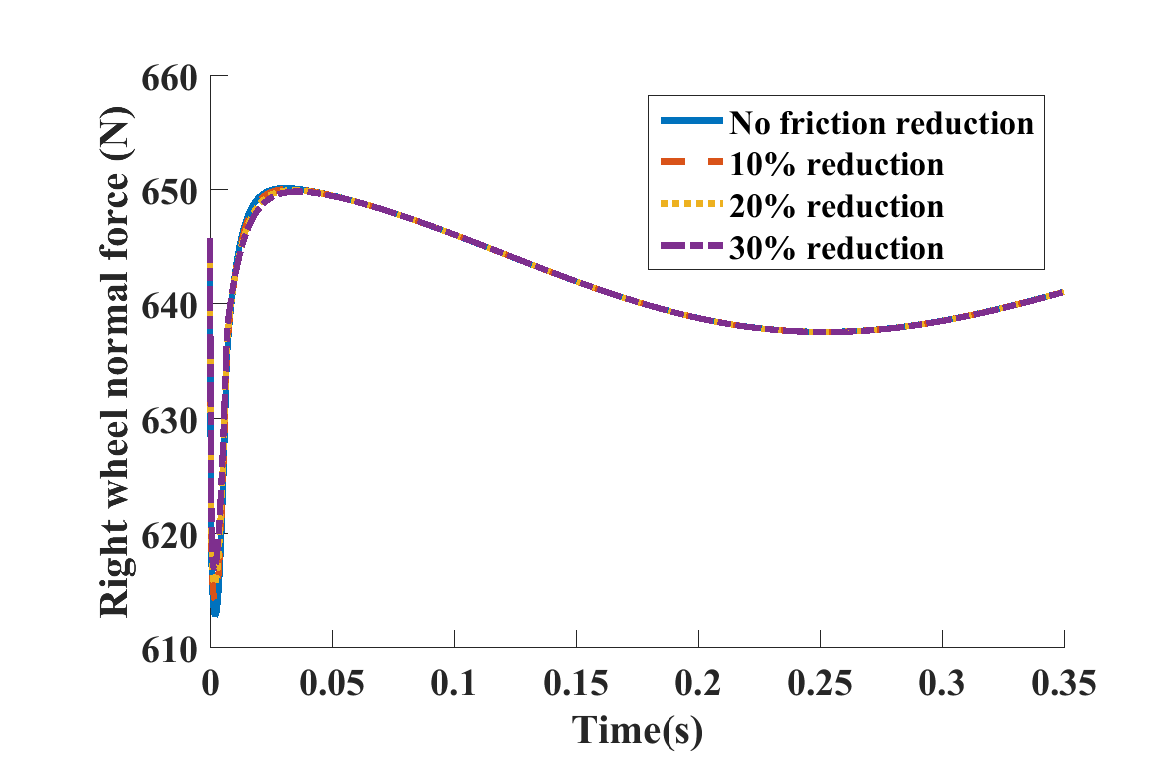 Right wheel normal force (N)
660
650
640
630
620
610
0
0.05
0.1
0.15
0.2
0.25
0.3
0.35
Time(s)
No friction reduction
10% reduction
20% reduction
30% reduction